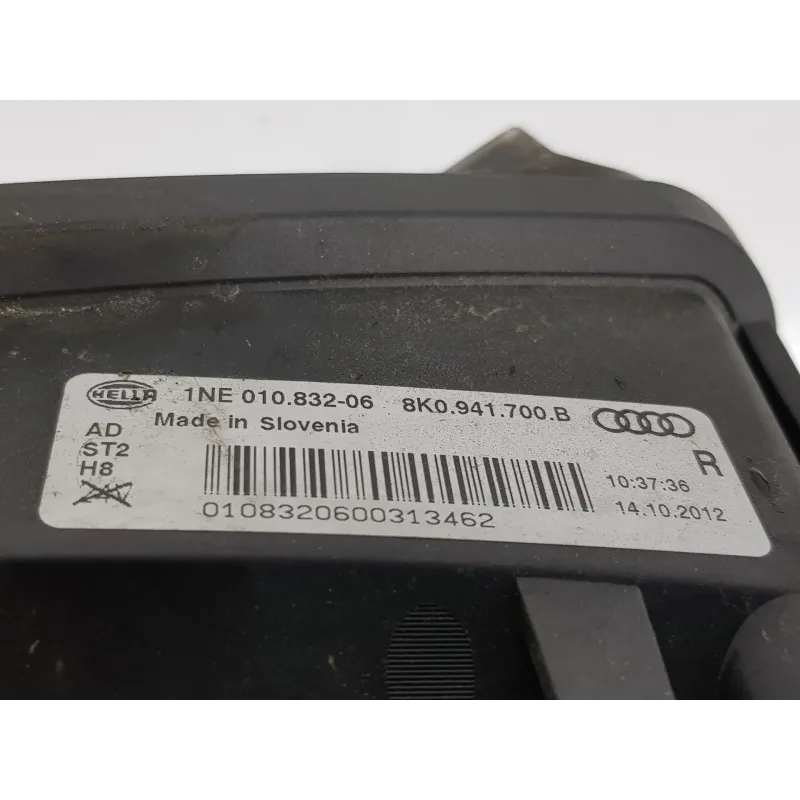 HELLA 1NE 010.832-06 8K0.941.700.B
Made in Slovenia
AD
ST2
H8
R
10:37:36
14.10.2012
0108320600313462